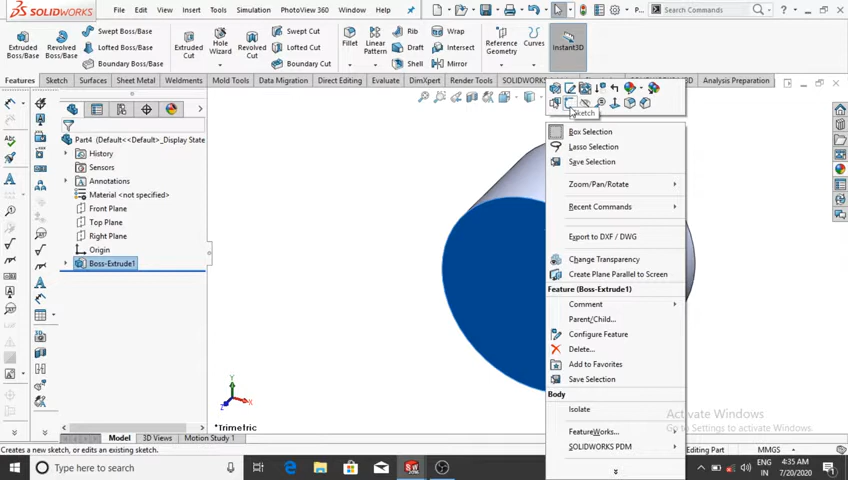 SOLIDWORKS
File Edit View Insert Tools Simulation PhotoView 360 Window Help
P... Search Commands
Extruded Boss/Base
Revolved Boss/Base
Swept Boss/Base
Lofted Boss/Base
Boundary Boss/Base
Extruded Cut
Hole Wizard
Revolved Cut
Swept Cut
Lofted Cut
Boundary Cut
Fillet
Linear Pattern
Rib
Draft
Shell
Wrap
Intersect
Mirror
Reference Geometry
Curves
Instant3D
Features Sketch Surfaces Sheet Metal Weldments Mold Tools Data Migration Direct Editing Evaluate DimXpert Render Tools SOLIDWORKS Analysis Preparation
Part4 (Default<<Default>_Display State
History
Sensors
Annotations
Material <not specified>
Front Plane
Top Plane
Right Plane
Origin
Boss-Extrude1
Sketch
Box Selection
Lasso Selection
Save Selection
Zoom/Pan/Rotate
Recent Commands
Export to DXF / DWG
Change Transparency
Create Plane Parallel to Screen
Feature (Boss-Extrude1)
Comment
Parent/Child...
Configure Feature
Delete...
Add to Favorites
Save Selection
Body
Isolate
FeatureWorks...
SOLIDWORKS PDM
Y
X
Z
*Trimetric
Activate Windows
Go to Settings to activate Windows.
Model 3D Views Motion Study 1
Creates a new sketch, or edits an existing sketch.
Editing Part MMGS
Type here to search
ENG
IN
4:35 AM
7/20/2020